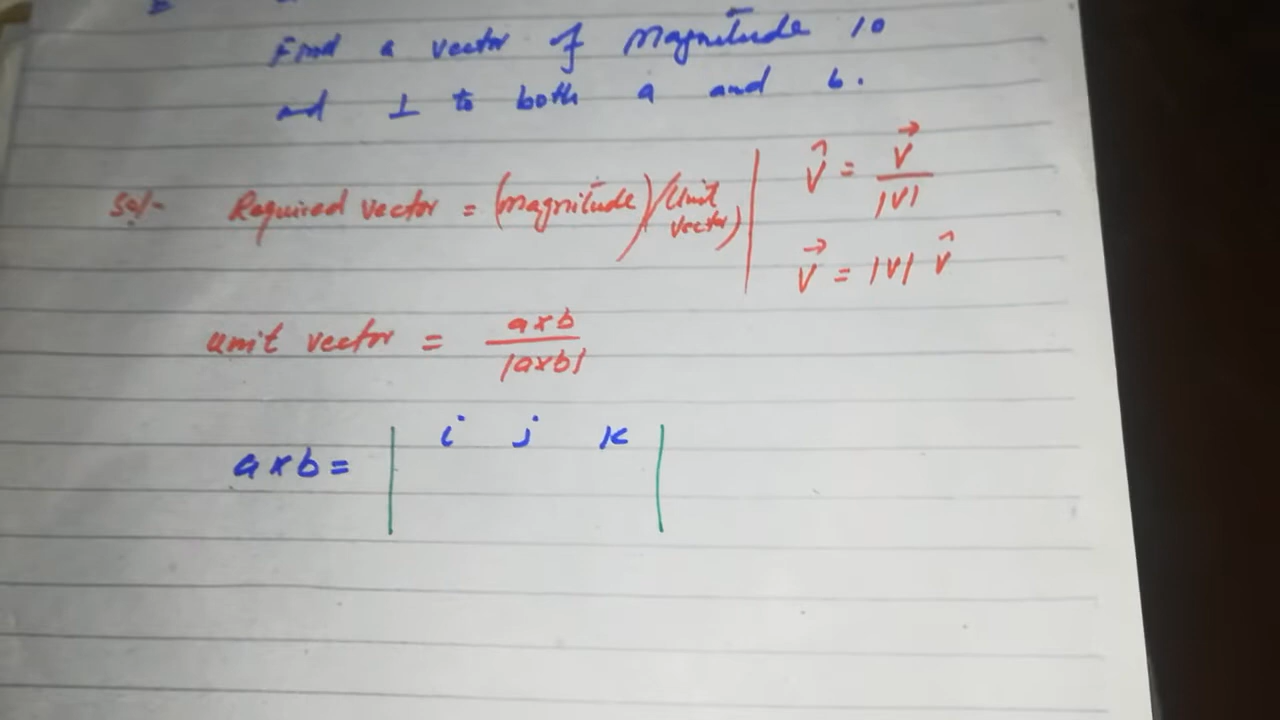 Find a vector of Magnitude 10
and ⊥ to both a and b.
Sol- Required vector = (Magnitude)(Unit vector)
v̂ = v⃗ / |v|
v⃗ = |v| v̂
unit vector = a×b / |a×b|
a×b = | i j k |